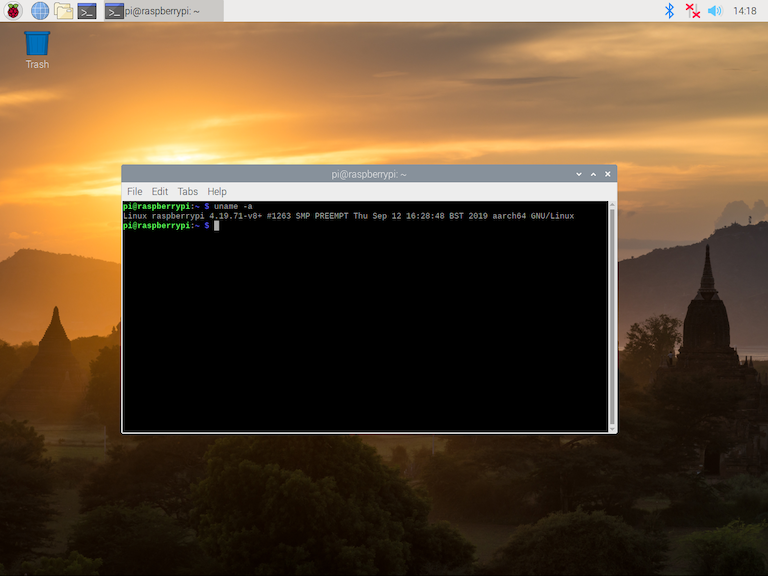 pi@raspberrypi: ~
14:18
Trash
pi@raspberrypi: ~
File Edit Tabs Help
pi@raspberrypi:~ $ uname -a
Linux raspberrypi 4.19.71-v8+ #1263 SMP PREEMPT Thu Sep 12 16:28:48 BST 2019 aarch64 GNU/Linux
pi@raspberrypi:~ $